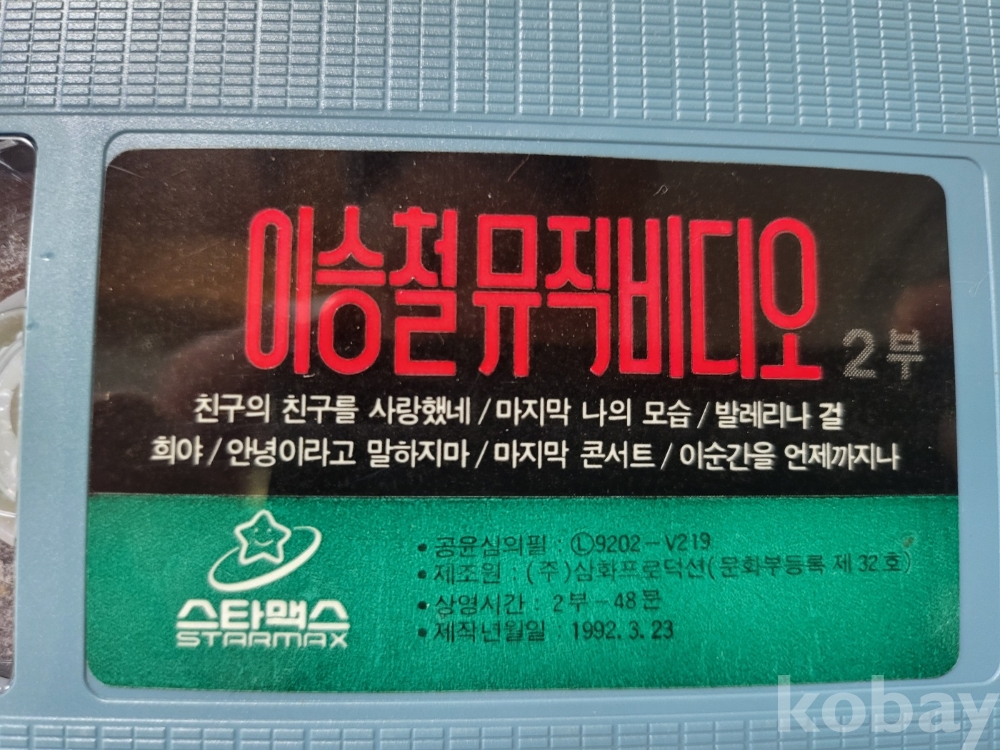 이승철 뮤직비디오 2부
친구의 친구를 사랑했네 / 마지막 나의 모습 / 발레리나 걸
희야 / 안녕이라고 말하지마 / 마지막 콘서트 / 이순간을 언제까지나
스타맥스
STARMAX
• 공윤심의필 : Ⓛ9202-V219
• 제조원 : (주)삼화프로덕션(문화부등록 제32호)
• 상영시간 : 2부-48분
• 제작년월일 : 1992. 3. 23
kobay